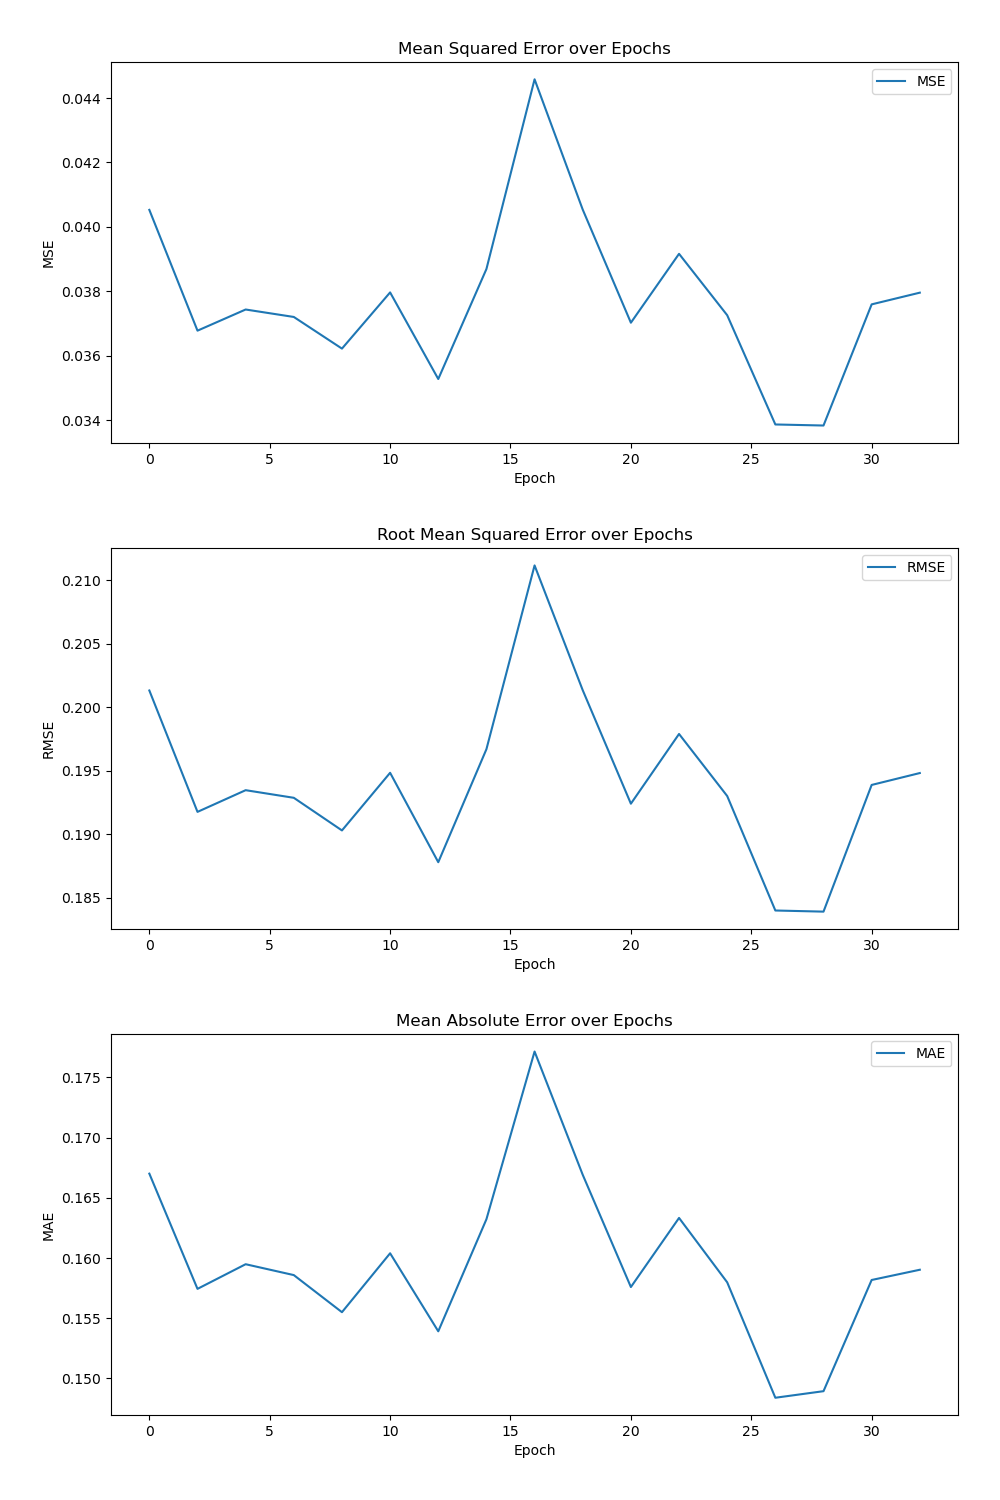 Mean Squared Error over Epochs
MSE
0.044
0.042
0.040
0.038
0.036
0.034
MSE
0 5 10 15 20 25 30
Epoch
Root Mean Squared Error over Epochs
RMSE
0.210
0.205
0.200
0.195
0.190
0.185
RMSE
0 5 10 15 20 25 30
Epoch
Mean Absolute Error over Epochs
MAE
0.175
0.170
0.165
0.160
0.155
0.150
MAE
0 5 10 15 20 25 30
Epoch